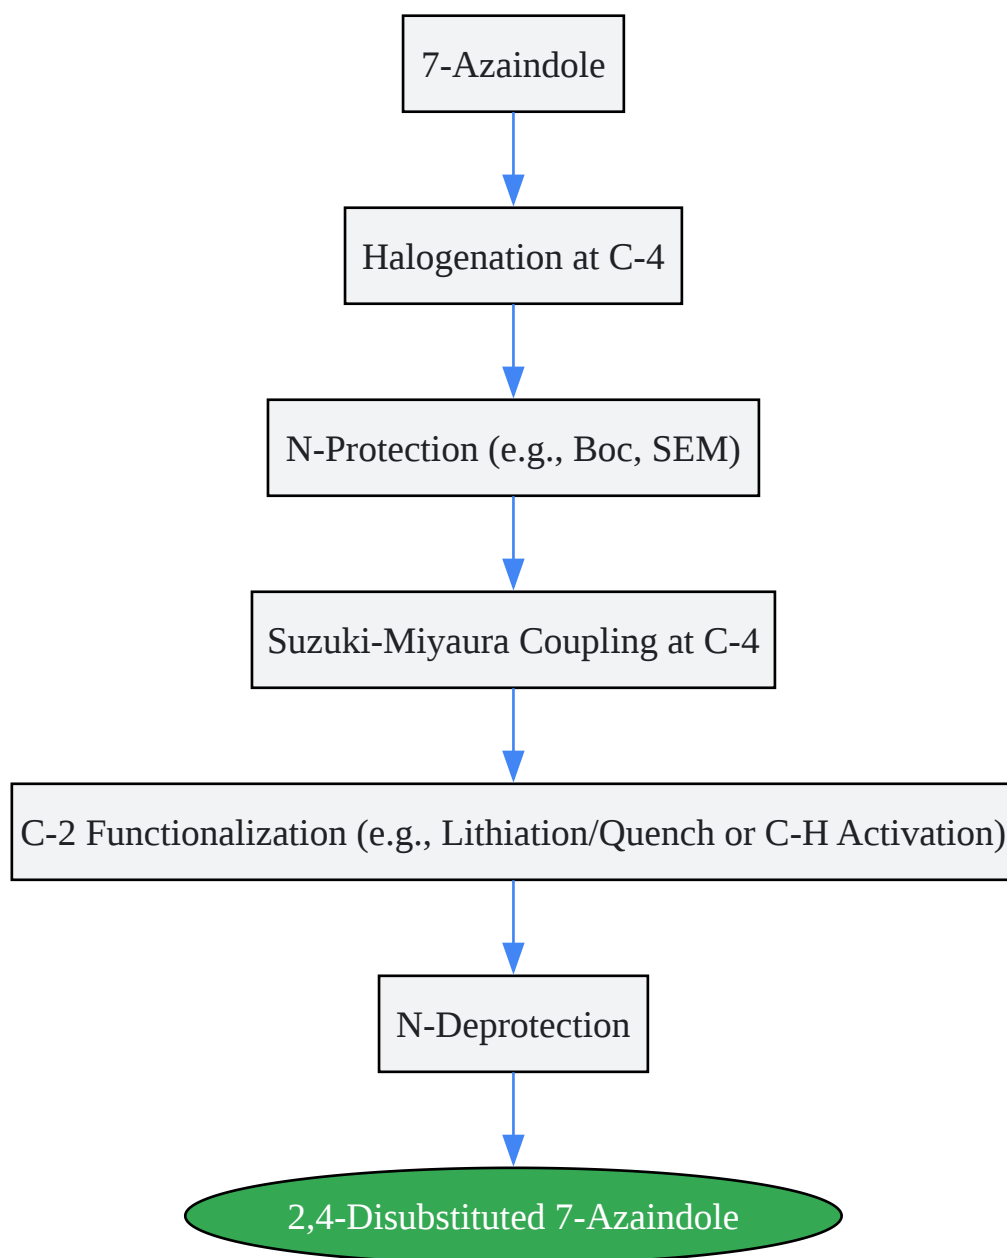 7-Azaindole
Halogenation at C-4
N-Protection (e.g., Boc, SEM)
Suzuki-Miyaura Coupling at C-4
C-2 Functionalization (e.g., Lithiation/Quench or C-H Activation)
N-Deprotection
2,4-Disubstituted 7-Azaindole